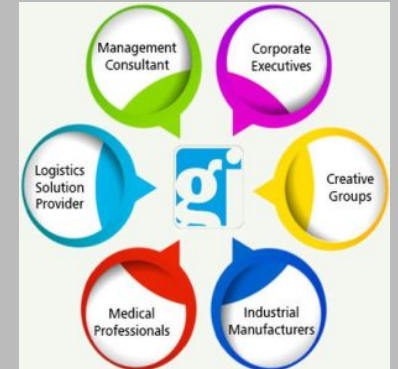 Management
Consultant
Corporate
Executives
Logistics
Solution
Provider
gi
Creative
Groups
Medical
Professionals
Industrial
Manufacturers